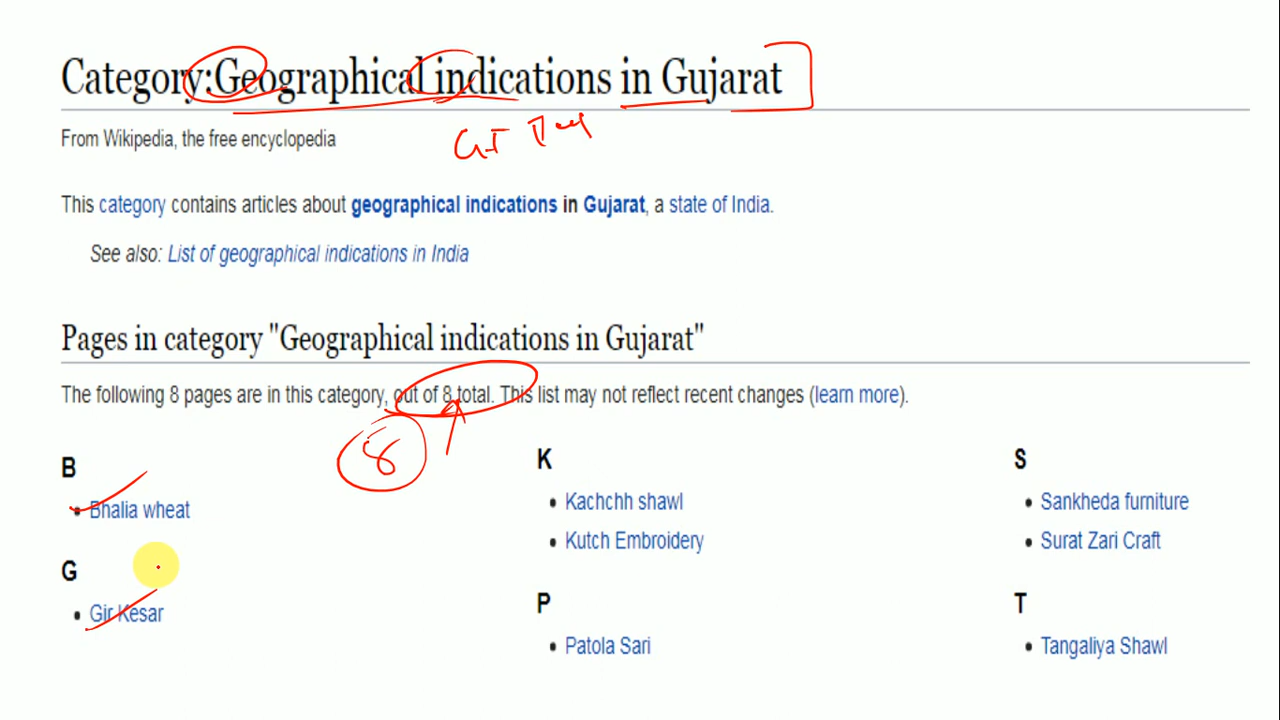 Category:Geographical indications in Gujarat
From Wikipedia, the free encyclopedia
GI
This category contains articles about geographical indications in Gujarat, a state of India.
See also: List of geographical indications in India
Pages in category "Geographical indications in Gujarat"
The following 8 pages are in this category, out of 8 total. This list may not reflect recent changes (learn more).
8
B
• Bhalia wheat
G
• Gir Kesar
K
• Kachchh shawl
• Kutch Embroidery
P
• Patola Sari
S
• Sankheda furniture
• Surat Zari Craft
T
• Tangaliya Shawl